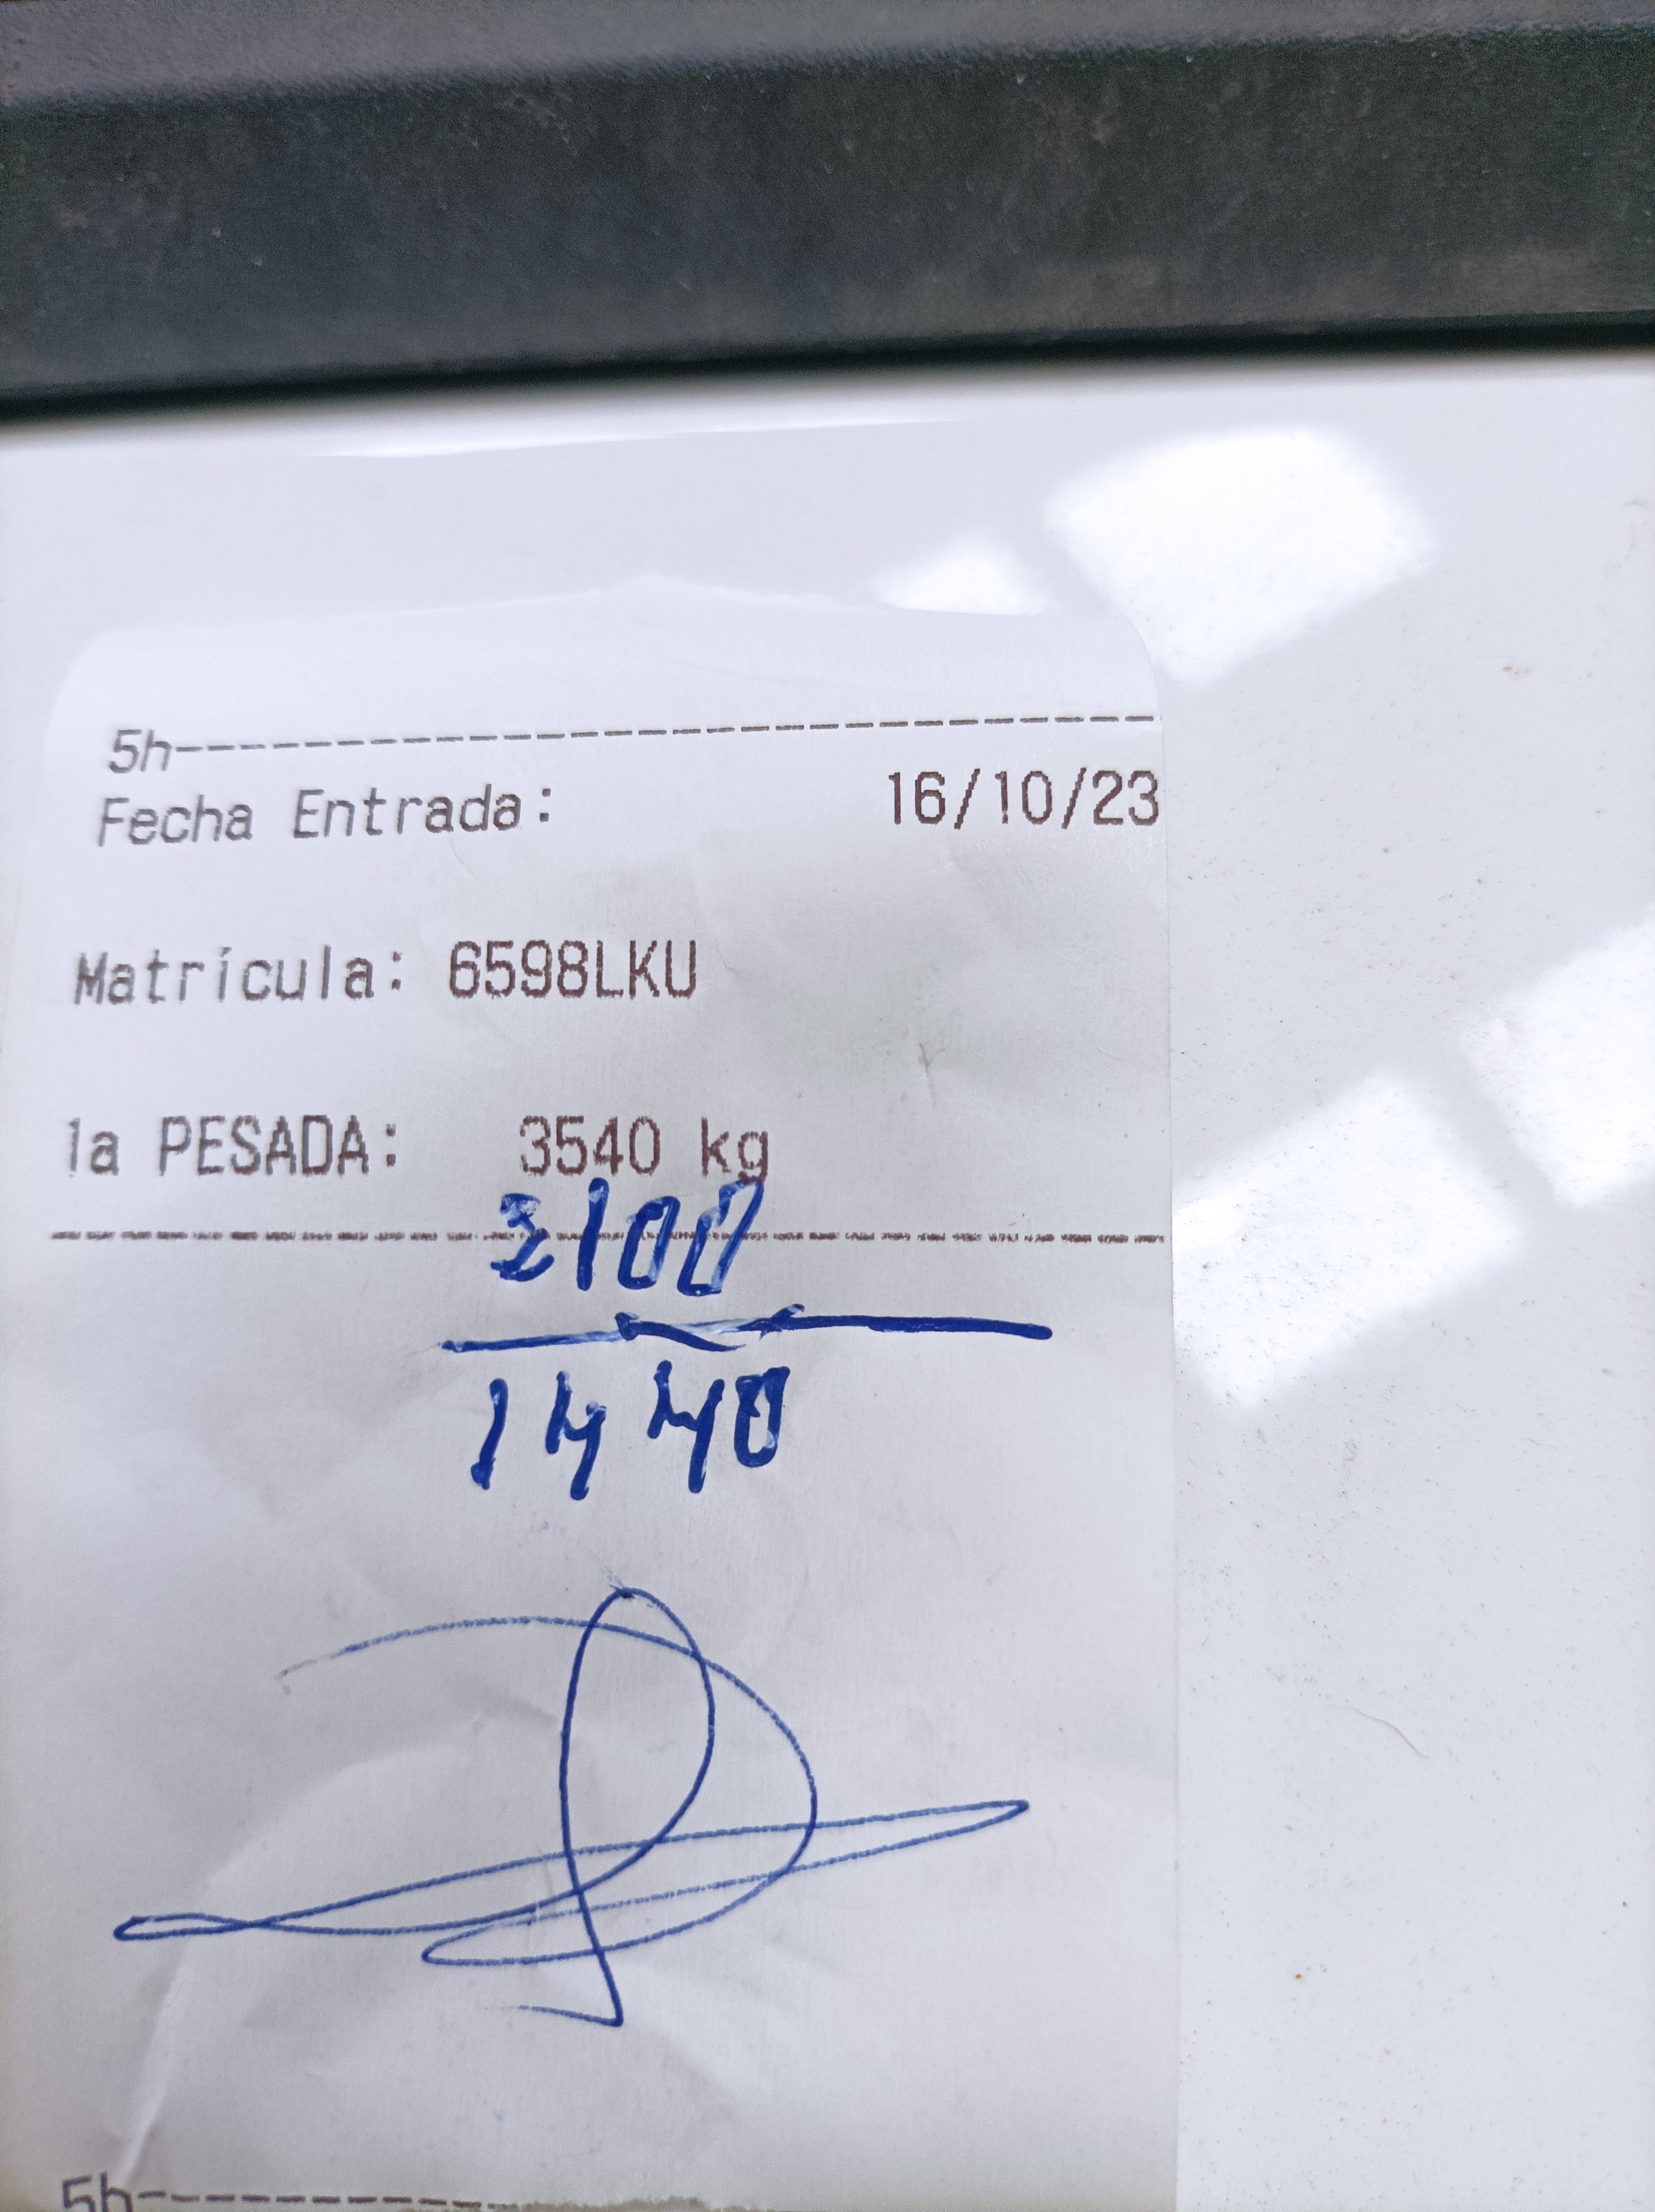 5h--------------------------------
Fecha Entrada: 16/10/23
Matrícula: 6598LKU
1a PESADA: 3540 kg
2100
1440
5h----------------